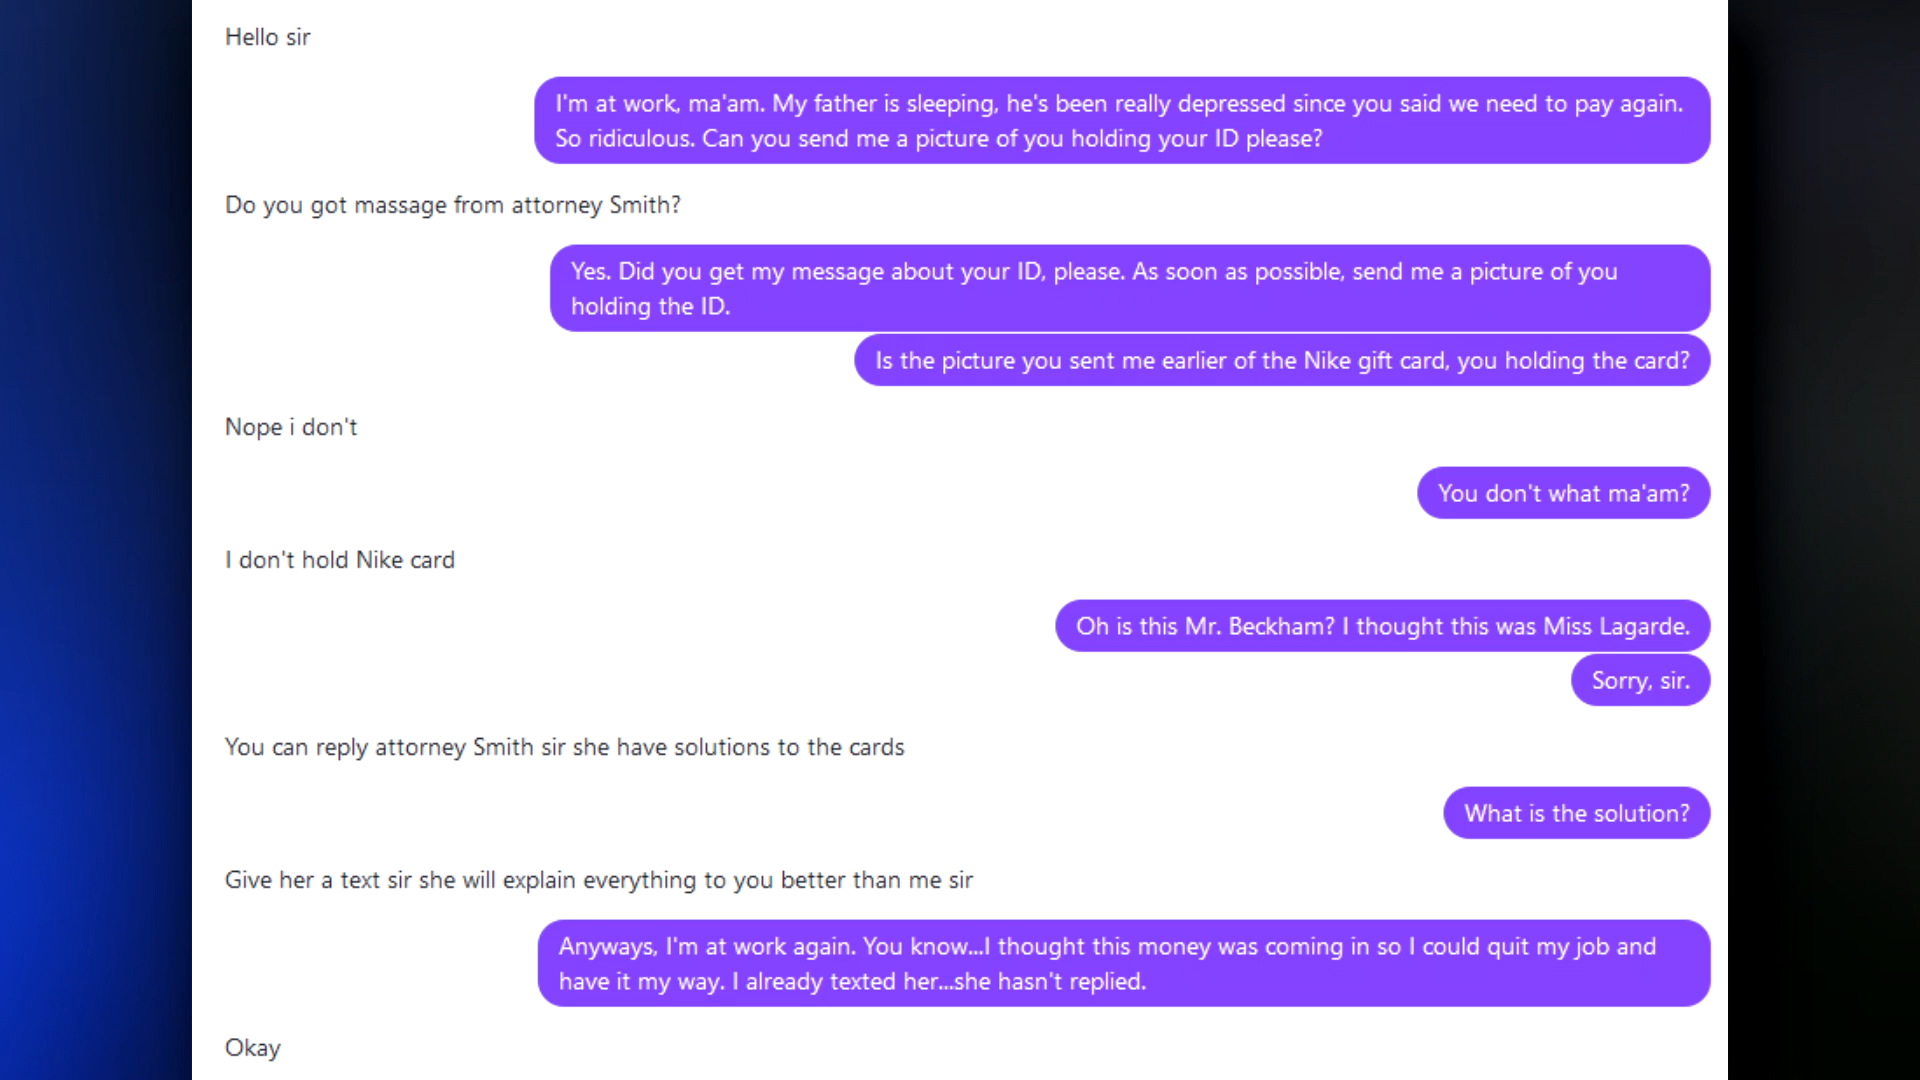 Hello sir
I'm at work, ma'am. My father is sleeping, he's been really depressed since you said we need to pay again.
So ridiculous. Can you send me a picture of you holding your ID please?
Do you got massage from attorney Smith?
Yes. Did you get my message about your ID, please. As soon as possible, send me a picture of you
holding the ID.
Is the picture you sent me earlier of the Nike gift card, you holding the card?
Nope i don't
You don't what ma'am?
I don't hold Nike card
Oh is this Mr. Beckham? I thought this was Miss Lagarde.
Sorry, sir.
You can reply attorney Smith sir she have solutions to the cards
What is the solution?
Give her a text sir she will explain everything to you better than me sir
Anyways, I'm at work again. You know...I thought this money was coming in so I could quit my job and
have it my way. I already texted her...she hasn't replied.
Okay